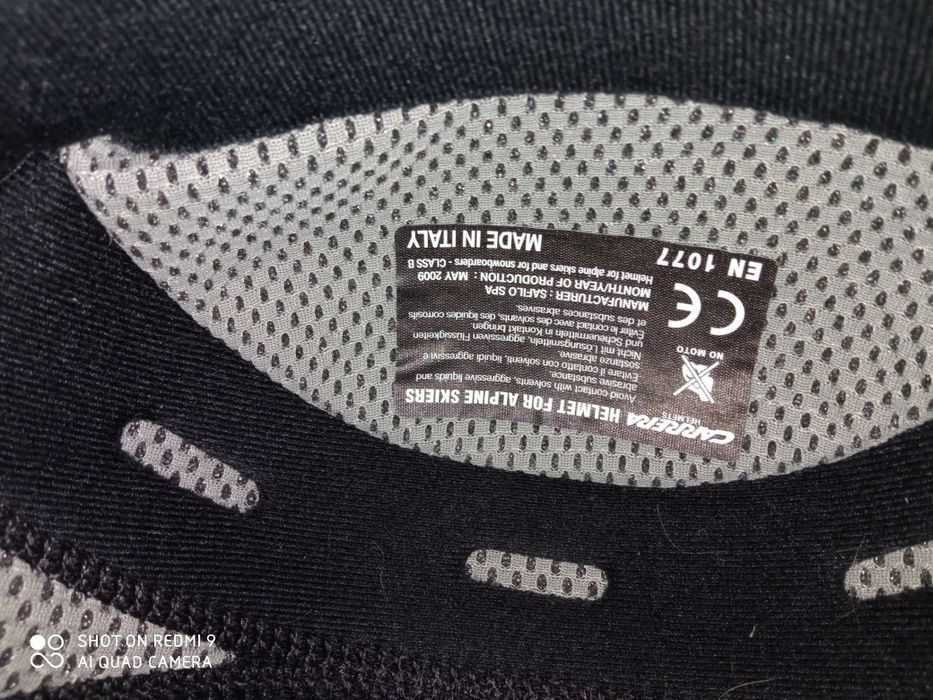 CARRERA HELMET FOR ALPINE SKIERS
HELMETS
Avoid contact with solvents, aggressive liquids and
abrasive substance.
Evitare il contatto con solventi, liquidi aggressivi e
sostanze abrasive.
Nicht mit Lösungsmitteln, aggressiven Flüssigkeiten
und Scheuermitteln in Kontakt bringen.
Eviter le contact avec des solvants, des liquides corrosifs
et des substances abrasives.
NO MOTO
CE
MANUFACTURER : SAFILO SPA
MONTH/YEAR OF PRODUCTION : MAY 2009
Helmet for alpine skiers and for snowboarders - CLASS B
EN 1077
MADE IN ITALY
SHOT ON REDMI 9
AI QUAD CAMERA